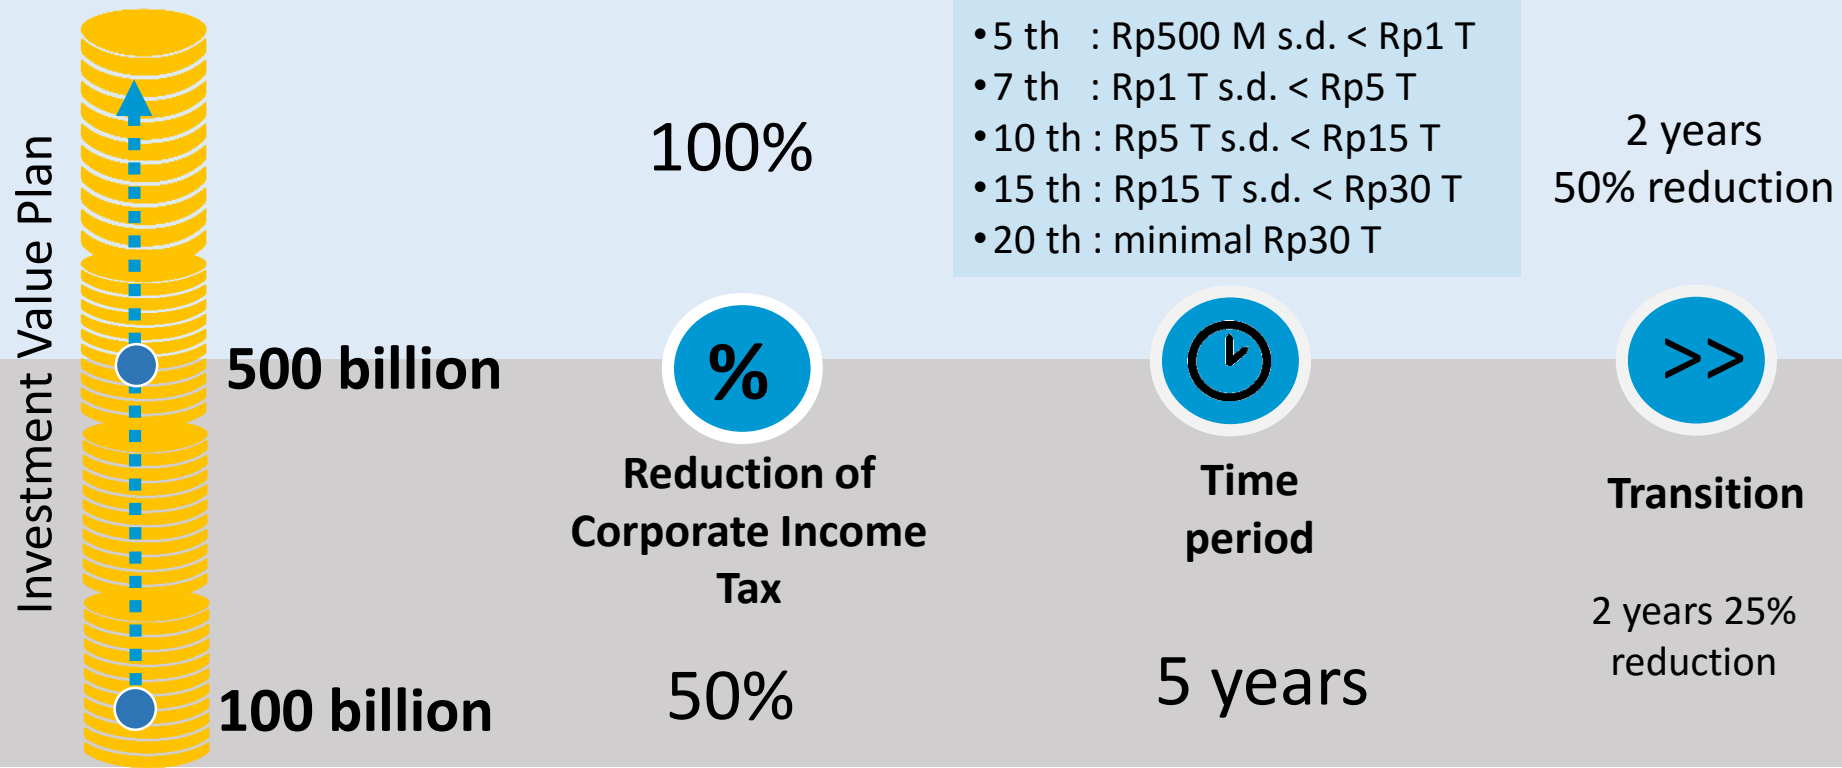 Investment Value Plan
100%
•5 th : Rp500 M s.d. < Rp1 T
•7 th : Rp1 T s.d. < Rp5 T
•10 th : Rp5 T s.d. < Rp15 T
•15 th : Rp15 T s.d. < Rp30 T
•20 th : minimal Rp30 T
2 years
50% reduction
500 billion
%
>>
Reduction of
Corporate Income
Tax
Time
period
Transition
100 billion
50%
5 years
2 years 25%
reduction